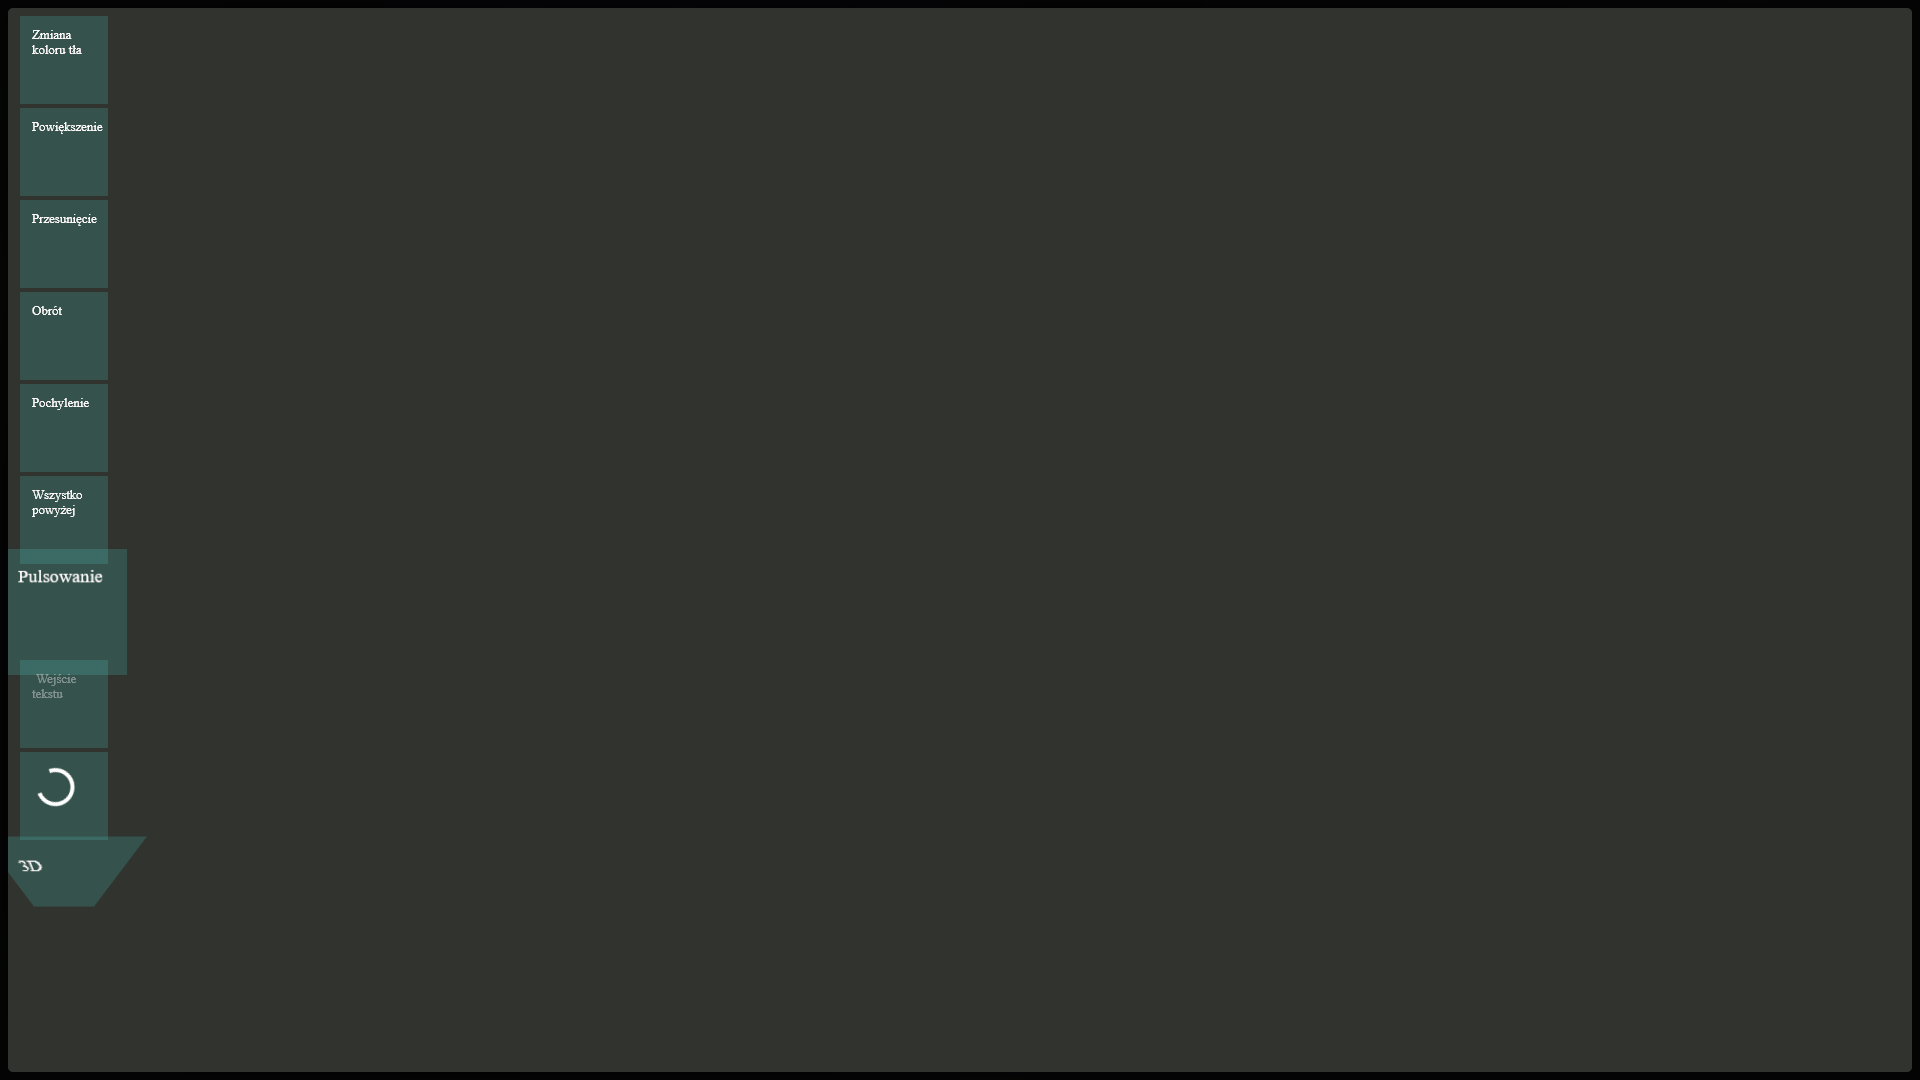 Zmiana
koloru tła
Powiększenie
Przesunięcie
Obrót
Pochylenie
Wszystko
powyżej
Pulsowanie
Wejście
tekstu
3D